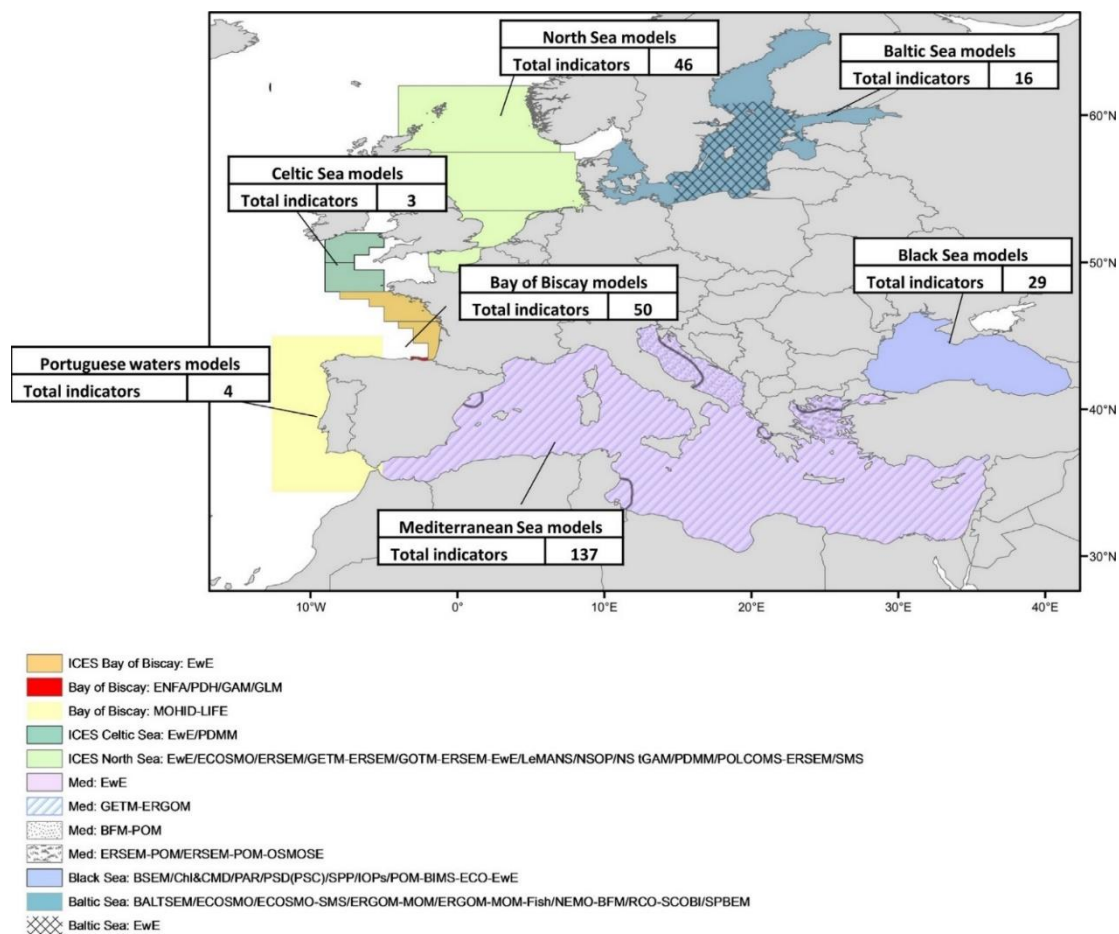 North Sea models
Total indicators 46
Baltic Sea models
Total indicators 16
60°N
Celtic Sea models
Total indicators 3
Black Sea models
Total indicators 29
50°N
Bay of Biscay models
Total indicators 50
Portuguese waters models
Total indicators 4
40°N
Mediterranean Sea models
Total indicators 137
30°N
10°W 0° 10°E 20°E 30°E 40°E
ICES Bay of Biscay: EwE
Bay of Biscay: ENFA/PDH/GAM/GLM
Bay of Biscay: MOHID-LIFE
ICES Celtic Sea: EwE/PDMM
ICES North Sea: EwE/ECOSMO/ERSEM/GETM-ERSEM/GOTM-ERSEM-EwE/LeMANS/NSOP/NS tGAM/PDMM/POLCOMS-ERSEM/SMS
Med: EwE
Med: GETM-ERGOM
Med: BFM-POM
Med: ERSEM-POM/ERSEM-POM-OSMOSE
Black Sea: BSEM/Chl&CMD/PAR/PSD(PSC)/SPP/IOPs/POM-BIMS-ECO-EwE
Baltic Sea: BALTSEM/ECOSMO/ECOSMO-SMS/ERGOM-MOM/ERGOM-MOM-Fish/NEMO-BFM/RCO-SCOBI/SPBEM
Baltic Sea: EwE